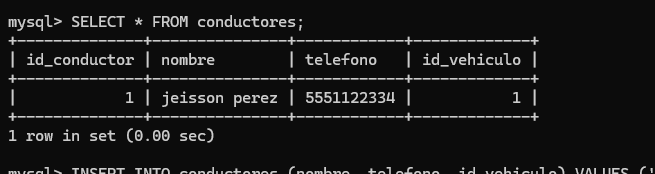 mysql> SELECT * FROM conductores;
+--------------+---------------+------------+-------------+
| id_conductor | nombre        | telefono   | id_vehiculo |
+--------------+---------------+------------+-------------+
|            1 | jeisson perez | 5551122334 |           1 |
+--------------+---------------+------------+-------------+
1 row in set (0.00 sec)
mysql> INSERT INTO conductores (nombre, telefono, id_vehiculo) VALUES ('